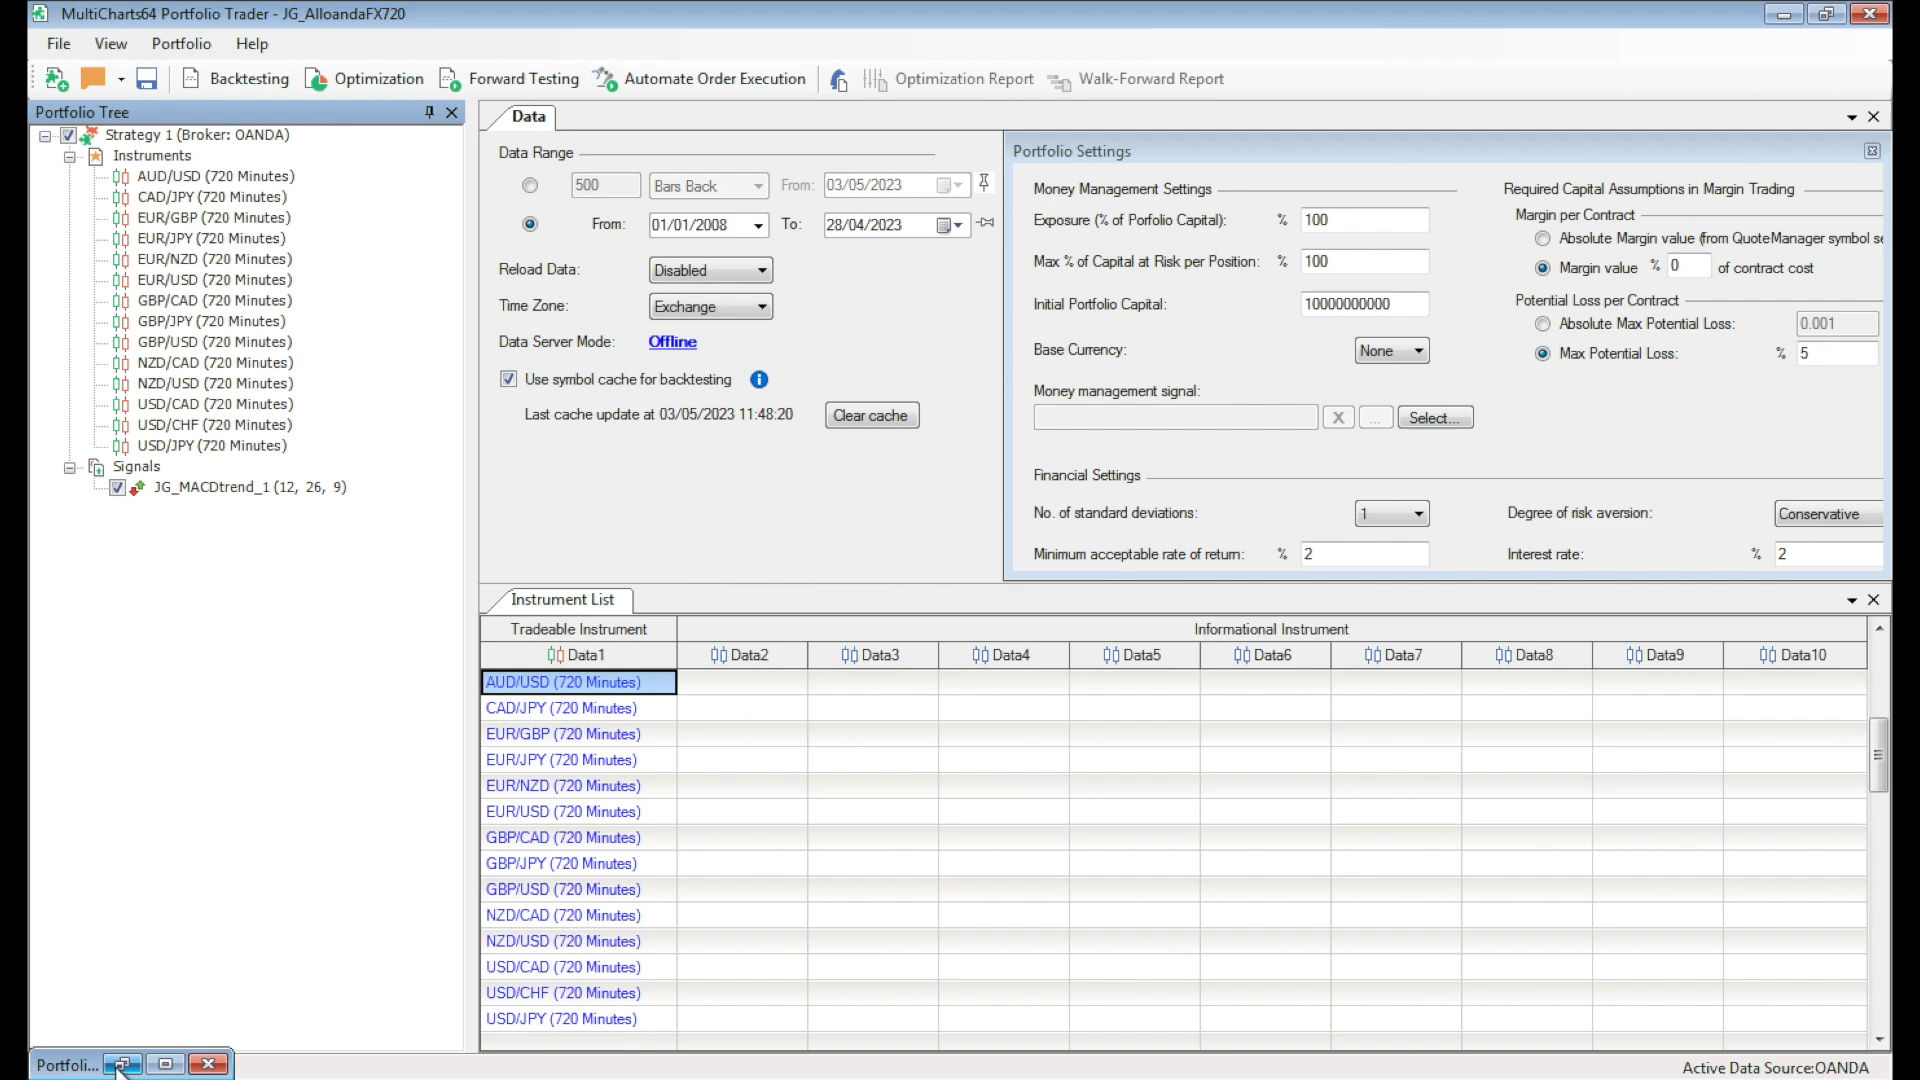 MultiCharts64 Portfolio Trader - JG_AlloandaFX720
File View Portfolio Help
Backtesting Optimization Forward Testing Automate Order Execution Optimization Report Walk-Forward Report
Portfolio Tree
Strategy 1 (Broker: OANDA)
Instruments
AUD/USD (720 Minutes)
CAD/JPY (720 Minutes)
EUR/GBP (720 Minutes)
EUR/JPY (720 Minutes)
EUR/NZD (720 Minutes)
EUR/USD (720 Minutes)
GBP/CAD (720 Minutes)
GBP/JPY (720 Minutes)
GBP/USD (720 Minutes)
NZD/CAD (720 Minutes)
NZD/USD (720 Minutes)
USD/CAD (720 Minutes)
USD/CHF (720 Minutes)
USD/JPY (720 Minutes)
Signals
JG_MACDtrend_1 (12, 26, 9)
Data
Data Range
500 Bars Back From: 03/05/2023
From: 01/01/2008 To: 28/04/2023
Reload Data: Disabled
Time Zone: Exchange
Data Server Mode: Offline
Use symbol cache for backtesting
Last cache update at 03/05/2023 11:48:20 Clear cache
Portfolio Settings
Money Management Settings
Exposure (% of Porfolio Capital): % 100
Max % of Capital at Risk per Position: % 100
Initial Portfolio Capital: 10000000000
Base Currency: None
Money management signal:
X ... Select...
Required Capital Assumptions in Margin Trading
Margin per Contract
Absolute Margin value (from QuoteManager symbol se
Margin value % 0 of contract cost
Potential Loss per Contract
Absolute Max Potential Loss: 0.001
Max Potential Loss: % 5
Financial Settings
No. of standard deviations: 1 Degree of risk aversion: Conservative
Minimum acceptable rate of return: % 2 Interest rate: % 2
Instrument List
Tradeable Instrument Informational Instrument
Data1 Data2 Data3 Data4 Data5 Data6 Data7 Data8 Data9 Data10
AUD/USD (720 Minutes)
CAD/JPY (720 Minutes)
EUR/GBP (720 Minutes)
EUR/JPY (720 Minutes)
EUR/NZD (720 Minutes)
EUR/USD (720 Minutes)
GBP/CAD (720 Minutes)
GBP/JPY (720 Minutes)
GBP/USD (720 Minutes)
NZD/CAD (720 Minutes)
NZD/USD (720 Minutes)
USD/CAD (720 Minutes)
USD/CHF (720 Minutes)
USD/JPY (720 Minutes)
Portfoli...
Active Data Source:OANDA